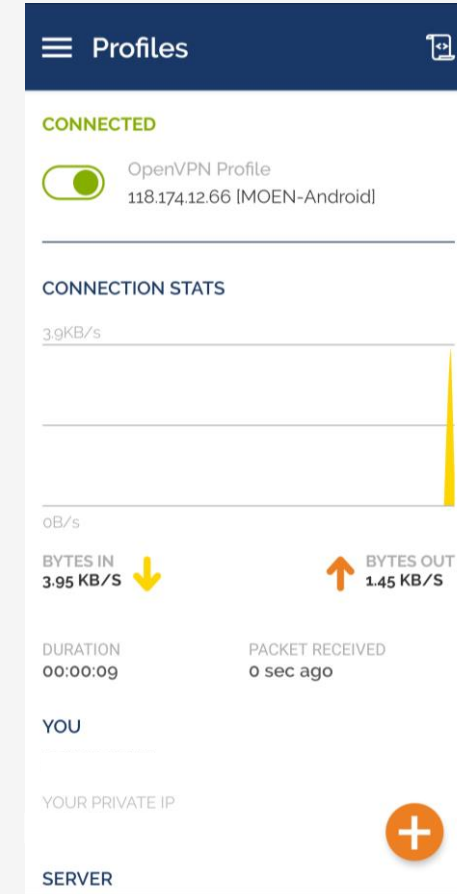 Profiles
CONNECTED
OpenVPN Profile
118.174.12.66 [MOEN-Android]
CONNECTION STATS
3.9KB/s
0B/s
BYTES IN
3.95 KB/S
BYTES OUT
1.45 KB/S
DURATION
00:00:09
PACKET RECEIVED
0 sec ago
YOU
YOUR PRIVATE IP
SERVER